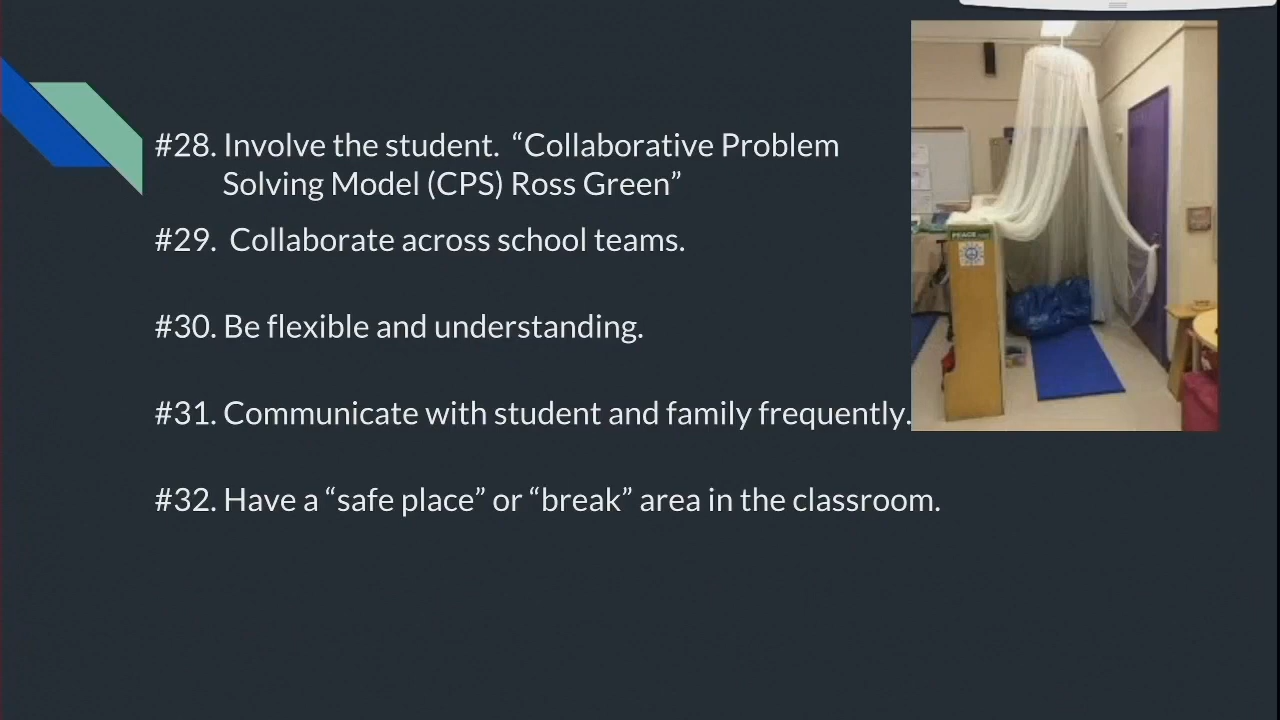 #28. Involve the student. “Collaborative Problem
Solving Model (CPS) Ross Green”
#29. Collaborate across school teams.
#30. Be flexible and understanding.
#31. Communicate with student and family frequently.
#32. Have a “safe place” or “break” area in the classroom.
PEACE